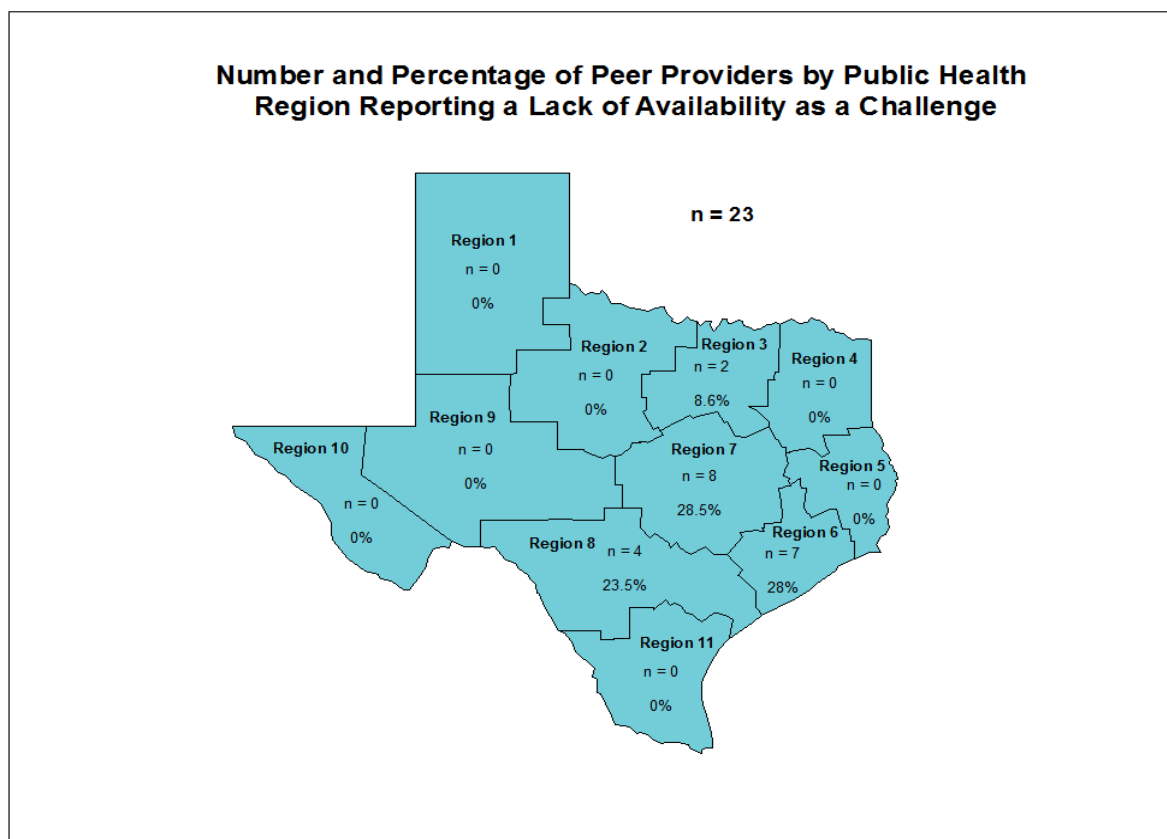 Number and Percentage of Peer Providers by Public Health
Region Reporting a Lack of Availability as a Challenge
n = 23
Region 1
n = 0
0%
Region 2
n = 0
0%
Region 3
n = 2
8.6%
Region 4
n = 0
0%
Region 9
n = 0
0%
Region 10
n = 0
0%
Region 7
n = 8
28.5%
Region 5
n = 0
0%
Region 8
n = 4
23.5%
Region 6
n = 7
28%
Region 11
n = 0
0%